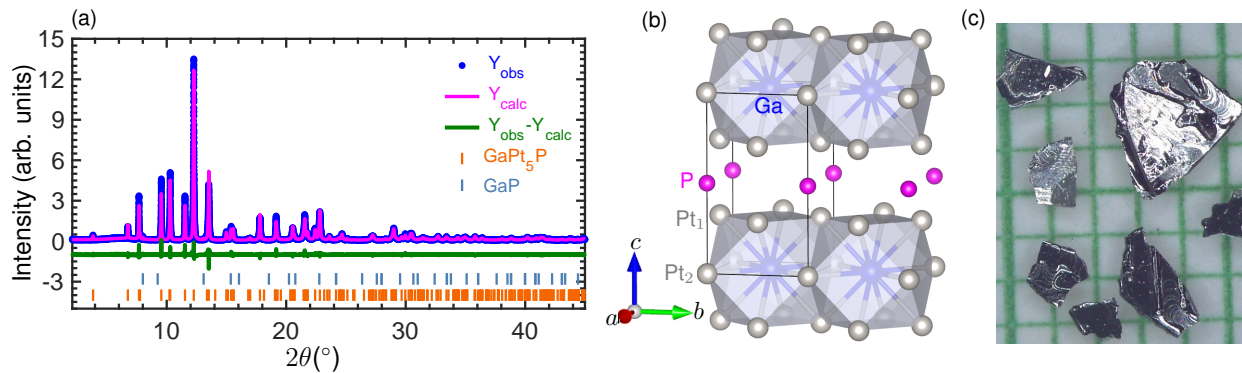 (a)
15
12
9
6
3
0
-3
Intensity (arb. units)
Y_obs
Y_calc
Y_obs-Y_calc
GaPt_5P
GaP
10
20
30
40
2θ(°)
(b)
Ga
P
Pt_1
Pt_2
c
b
a
(c)